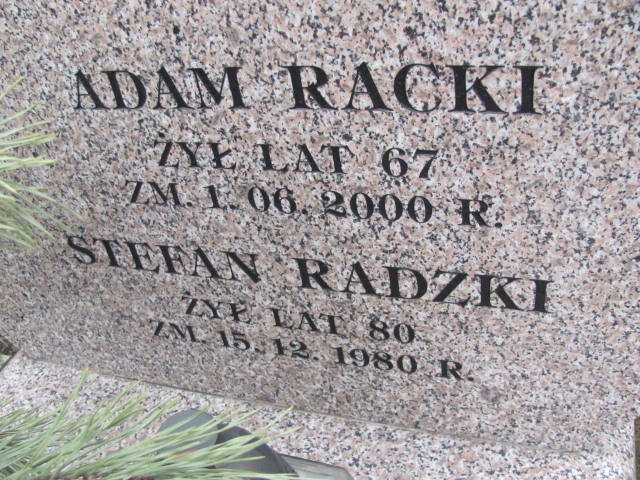 ADAM RACKI
ŻYŁ LAT 67
ZM. 1.06.2000 R.
STEFAN RADZKI
ŻYŁ LAT 80
ZM. 15.12.1980 R.